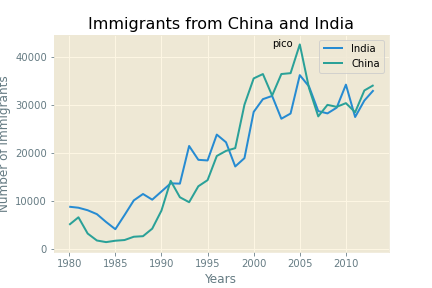 Immigrants from China and India
pico
India
China
Number of Immigrants
40000
30000
20000
10000
0
1980 1985 1990 1995 2000 2005 2010
Years